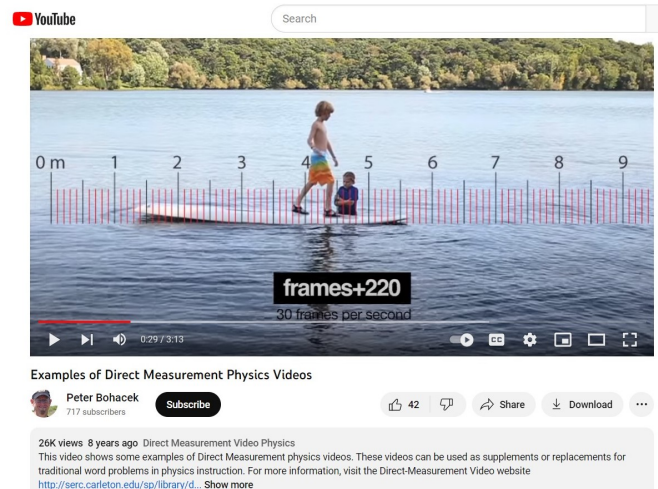 YouTube
Search
0 m 1 2 3 4 5 6 7 8 9
frames+220
30 frames per second
0:29 / 3:13
CC
Examples of Direct Measurement Physics Videos
Peter Bohacek
717 subscribers
Subscribe
42
Share
Download
26K views 8 years ago Direct Measurement Video Physics
This video shows some examples of Direct Measurement physics videos. These videos can be used as supplements or replacements for
traditional word problems in physics instruction. For more information, visit the Direct-Measurement Video website
http://serc.carleton.edu/sp/library/d... Show more